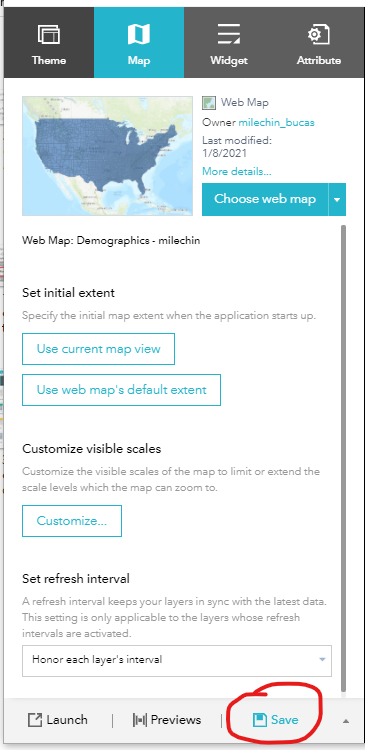 Theme
Map
Widget
Attribute
Web Map
Owner milechin_bucas
Last modified:
1/8/2021
More details...
Choose web map
Web Map: Demographics - milechin
Set initial extent
Specify the initial map extent when the application starts up.
Use current map view
Use web map's default extent
Customize visible scales
Customize the visible scales of the map to limit or extend the
scale levels which the map can zoom to.
Customize...
Set refresh interval
A refresh interval keeps your layers in sync with the latest data.
This setting is only applicable to the layers whose refresh
intervals are activated.
Honor each layer's interval
Launch
Previews
Save